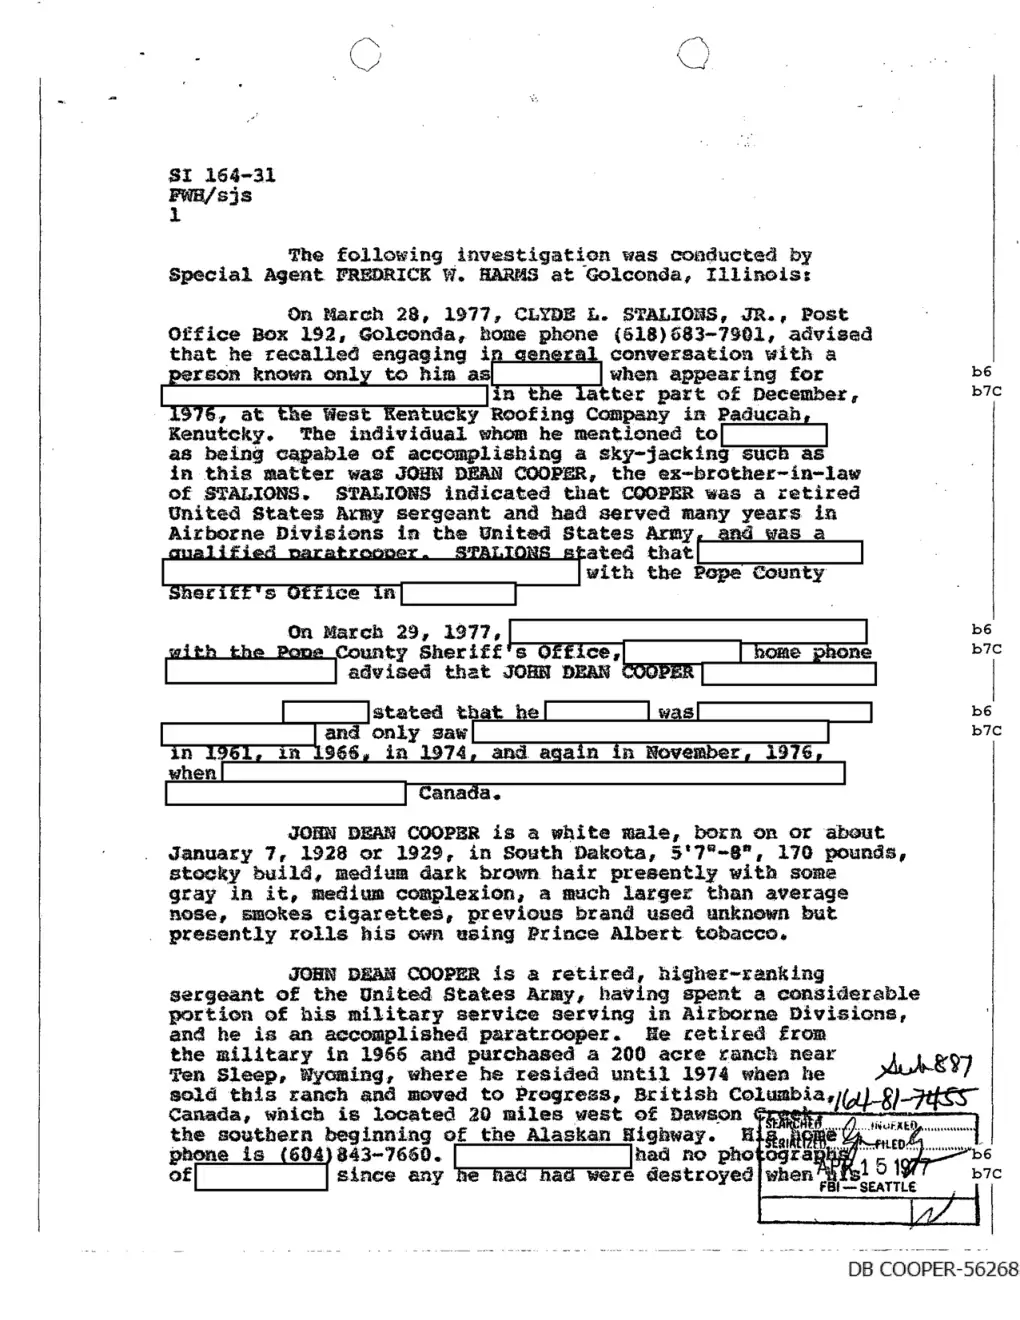 SI 164-31
FWH/sjs
1
The following investigation was conducted by
Special Agent FREDRICK W. HARMS at Golconda, Illinois:
On March 28, 1977, CLYDE L. STALIONS, JR., Post
Office Box 192, Golconda, home phone (618)683-7901, advised
that he recalled engaging in general conversation with a
person known only to him as when appearing for b6
in the latter part of December, b7C
1976, at the West Kentucky Roofing Company in Paducah,
Kenutcky. The individual whom he mentioned to
as being capable of accomplishing a sky-jacking such as
in this matter was JOHN DEAN COOPER, the ex-brother-in-law
of STALIONS. STALIONS indicated that COOPER was a retired
United States Army sergeant and had served many years in
Airborne Divisions in the United States Army, and was a
qualified paratrooper. STALIONS stated that
with the Pope County
Sheriff's Office in
On March 29, 1977, b6
with the Pope County Sheriff's Office, home phone b7C
advised that JOHN DEAN COOPER
stated that he was b6
and only saw b7C
in 1961, in 1966, in 1974, and again in November, 1976,
when
Canada.
JOHN DEAN COOPER is a white male, born on or about
January 7, 1928 or 1929, in South Dakota, 5'7"-8", 170 pounds,
stocky build, medium dark brown hair presently with some
gray in it, medium complexion, a much larger than average
nose, smokes cigarettes, previous brand used unknown but
presently rolls his own using Prince Albert tobacco.
JOHN DEAN COOPER is a retired, higher-ranking
sergeant of the United States Army, having spent a considerable
portion of his military service serving in Airborne Divisions,
and he is an accomplished paratrooper. He retired from
the military in 1966 and purchased a 200 acre ranch near
Ten Sleep, Wyoming, where he resided until 1974 when he Sub 887
sold this ranch and moved to Progress, British Columbia, 164-81-7455
Canada, which is located 20 miles west of Dawson Creek,
SEARCHED INDEXED
the southern beginning of the Alaskan Highway. His home
SERIALIZED FILED
phone is (604)843-7660. had no photographs b6
APR 15 1977
of since any he had had were destroyed when his b7C
FBI — SEATTLE
DB COOPER-56268